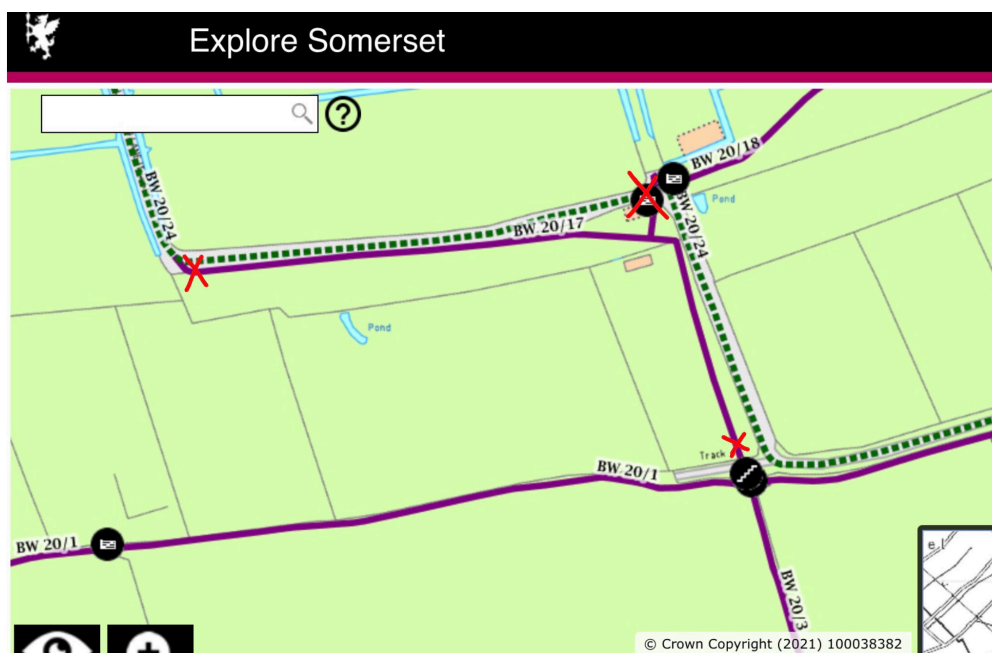 Explore Somerset
?
BW 20/24
BW 20/18
Pond
BW 20/17
BW 20/24
Pond
Track
BW 20/1
BW 20/1
BW 20/3
e
© Crown Copyright (2021) 100038382